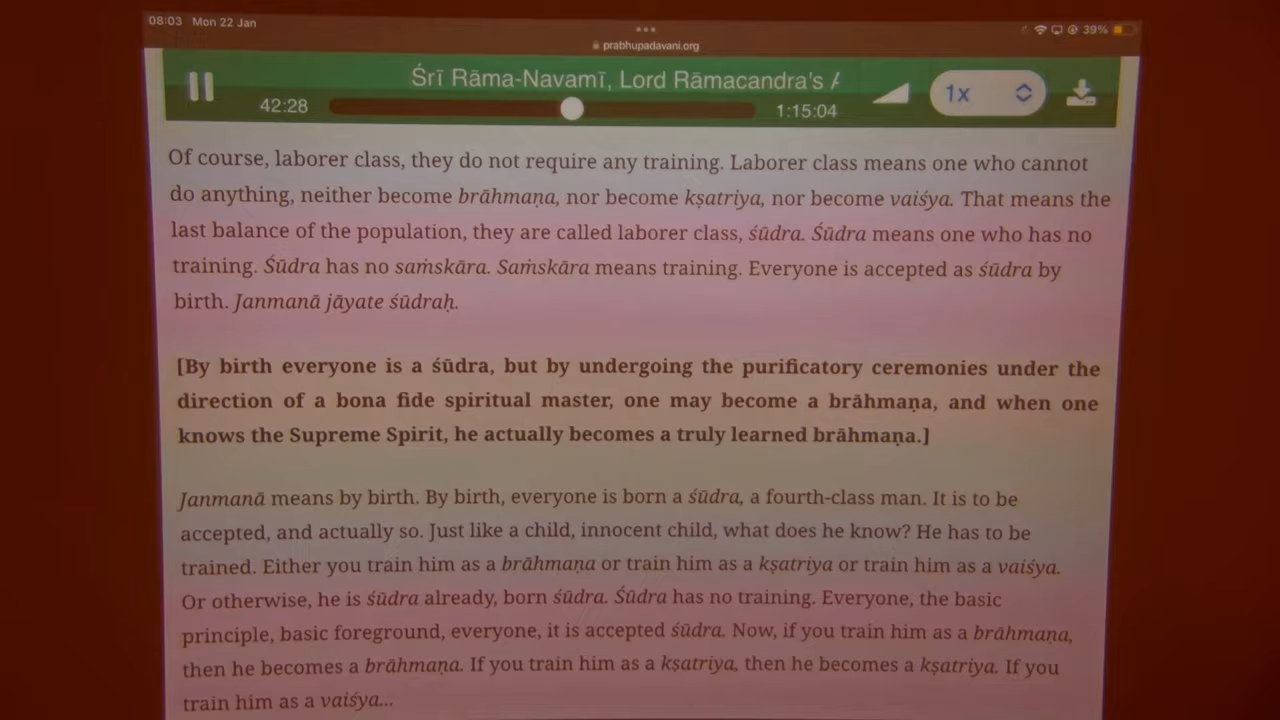 08:03 Mon 22 Jan
39%
prabhupadavani.org
Śrī Rāma-Navamī, Lord Rāmacandra's
42:28
1:15:04
1x
Of course, laborer class, they do not require any training. Laborer class means one who cannot
do anything, neither become brāhmaṇa, nor become kṣatriya, nor become vaiśya. That means the
last balance of the population, they are called laborer class, śūdra. Śūdra means one who has no
training. Śūdra has no saṁskāra. Saṁskāra means training. Everyone is accepted as śūdra by
birth. Janmanā jāyate śūdraḥ.
[By birth everyone is a śūdra, but by undergoing the purificatory ceremonies under the
direction of a bona fide spiritual master, one may become a brāhmaṇa, and when one
knows the Supreme Spirit, he actually becomes a truly learned brāhmaṇa.]
Janmanā means by birth. By birth, everyone is born a śūdra, a fourth-class man. It is to be
accepted, and actually so. Just like a child, innocent child, what does he know? He has to be
trained. Either you train him as a brāhmaṇa or train him as a kṣatriya or train him as a vaiśya.
Or otherwise, he is śūdra already, born śūdra. Śūdra has no training. Everyone, the basic
principle, basic foreground, everyone, it is accepted śūdra. Now, if you train him as a brāhmaṇa,
then he becomes a brāhmaṇa. If you train him as a kṣatriya, then he becomes a kṣatriya. If you
train him as a vaiśya...